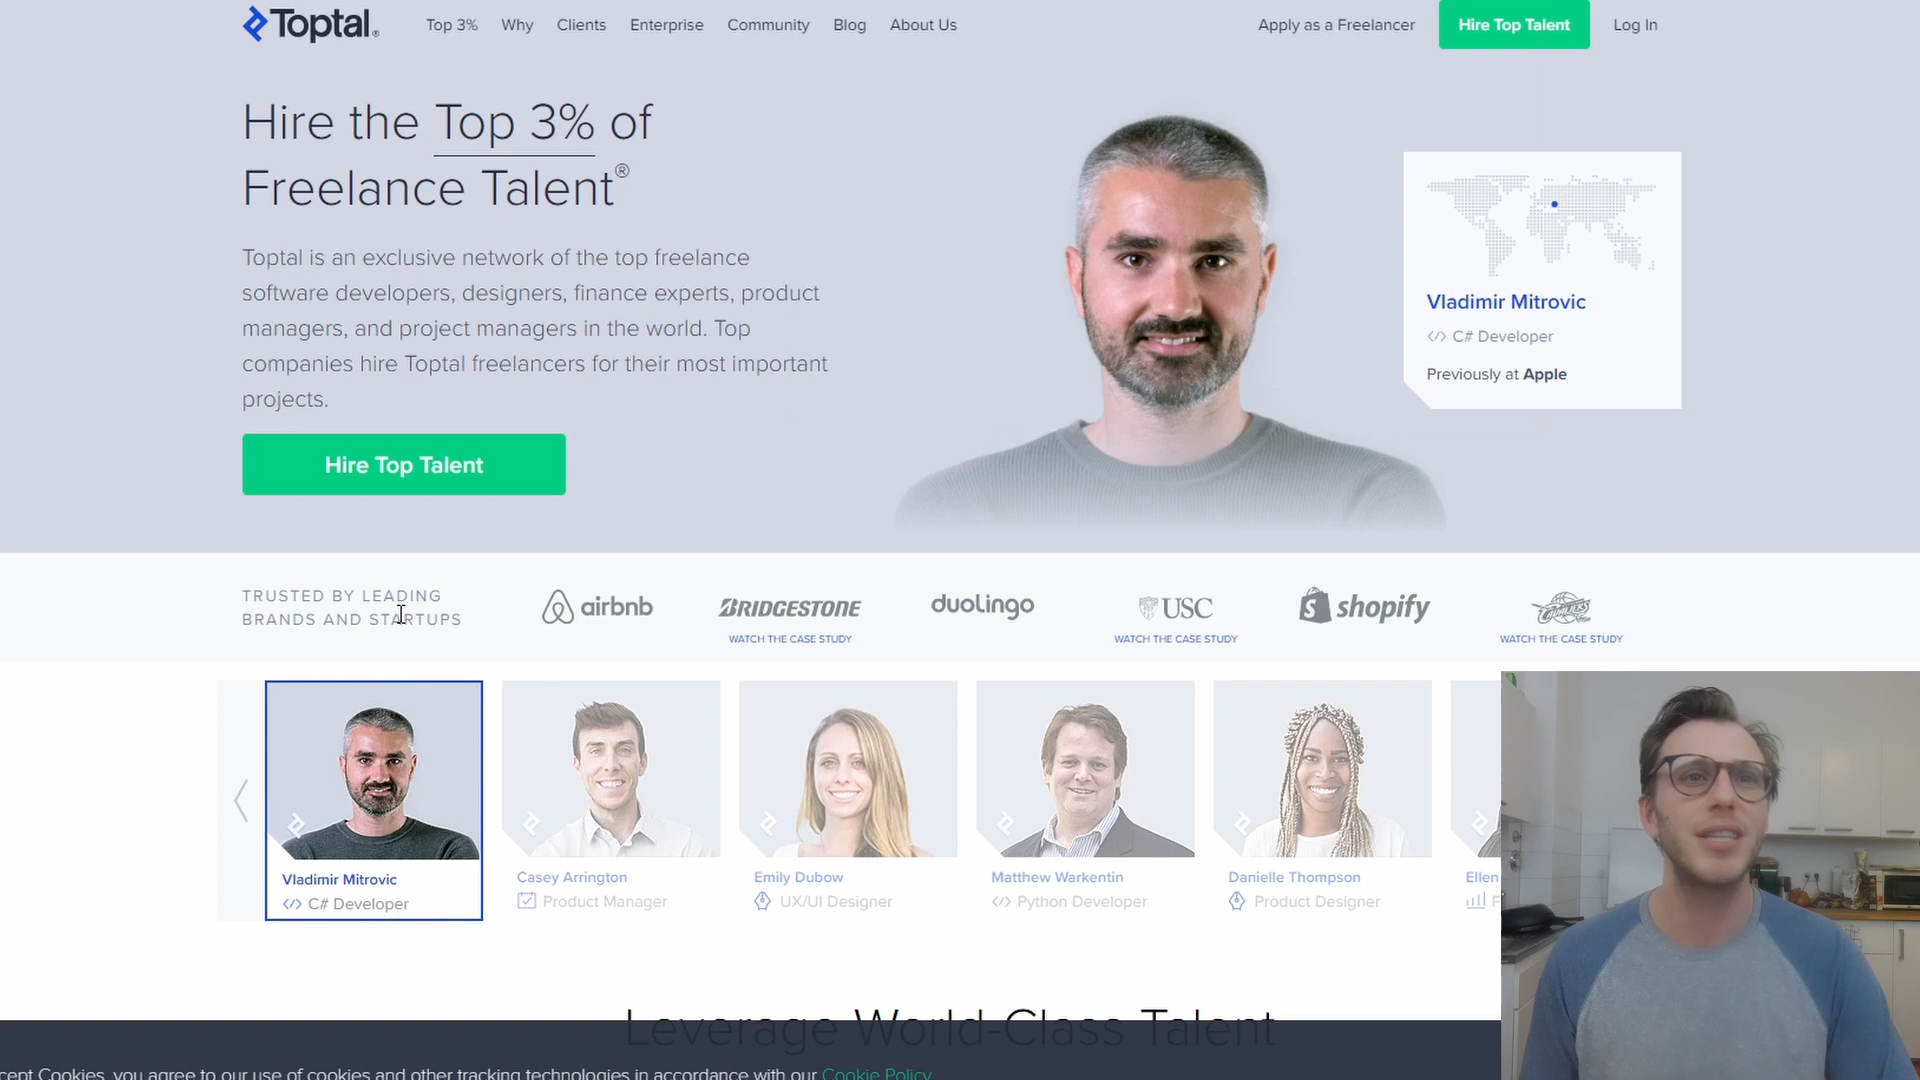 Toptal®
Top 3% Why Clients Enterprise Community Blog About Us
Apply as a Freelancer Hire Top Talent Log In
Hire the Top 3% of
Freelance Talent®
Toptal is an exclusive network of the top freelance
software developers, designers, finance experts, product
managers, and project managers in the world. Top
companies hire Toptal freelancers for their most important
projects.
Hire Top Talent
Vladimir Mitrovic
</> C# Developer
Previously at Apple
TRUSTED BY LEADING
BRANDS AND STARTUPS
airbnb
BRIDGESTONE
WATCH THE CASE STUDY
duolingo
USC
WATCH THE CASE STUDY
shopify
CAVALIERS
WATCH THE CASE STUDY
Vladimir Mitrovic
</> C# Developer
Casey Arrington
Product Manager
Emily Dubow
UX/UI Designer
Matthew Warkentin
</> Python Developer
Danielle Thompson
Product Designer
Ellen
F
Leverage World-Class Talent
cept Cookies, you agree to our use of cookies and other tracking technologies in accordance with our Cookie Policy.